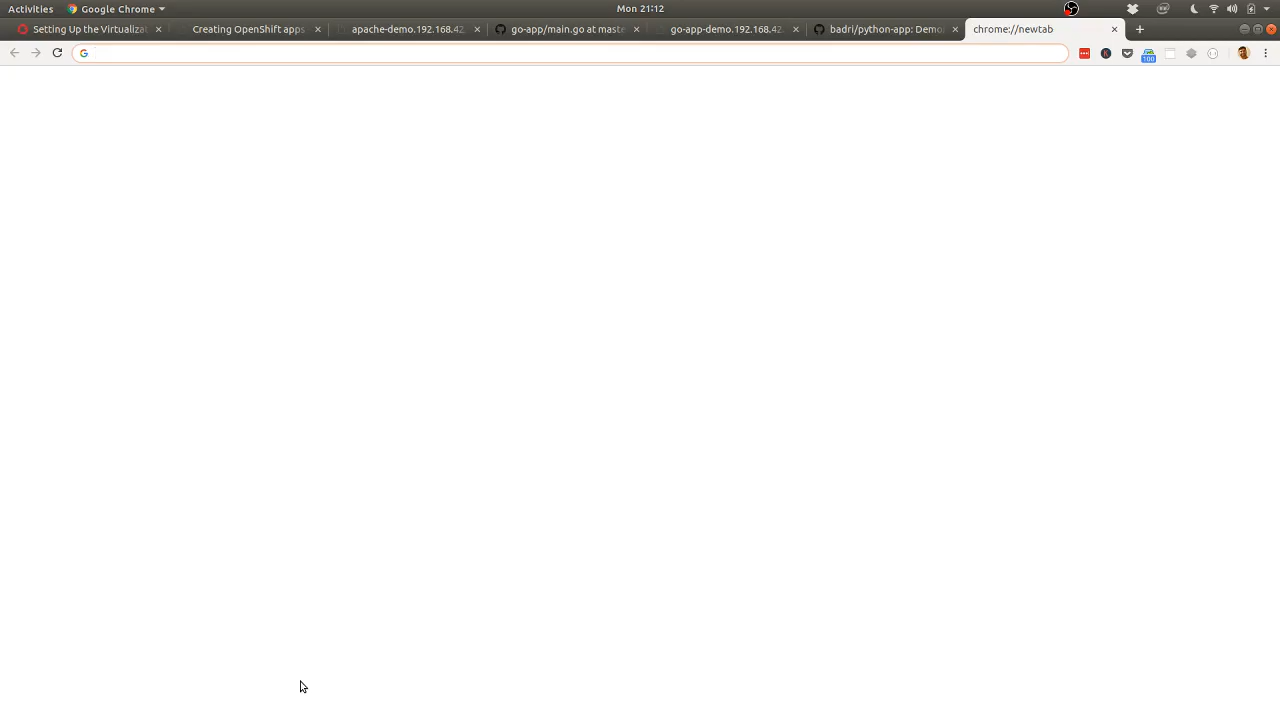 Activities Google Chrome Mon 21:12
Setting Up the Virtualiza Creating OpenShift apps apache-demo.192.168.42. go-app/main.go at maste go-app-demo.192.168.42. badri/python-app: Demo chrome://newtab
100